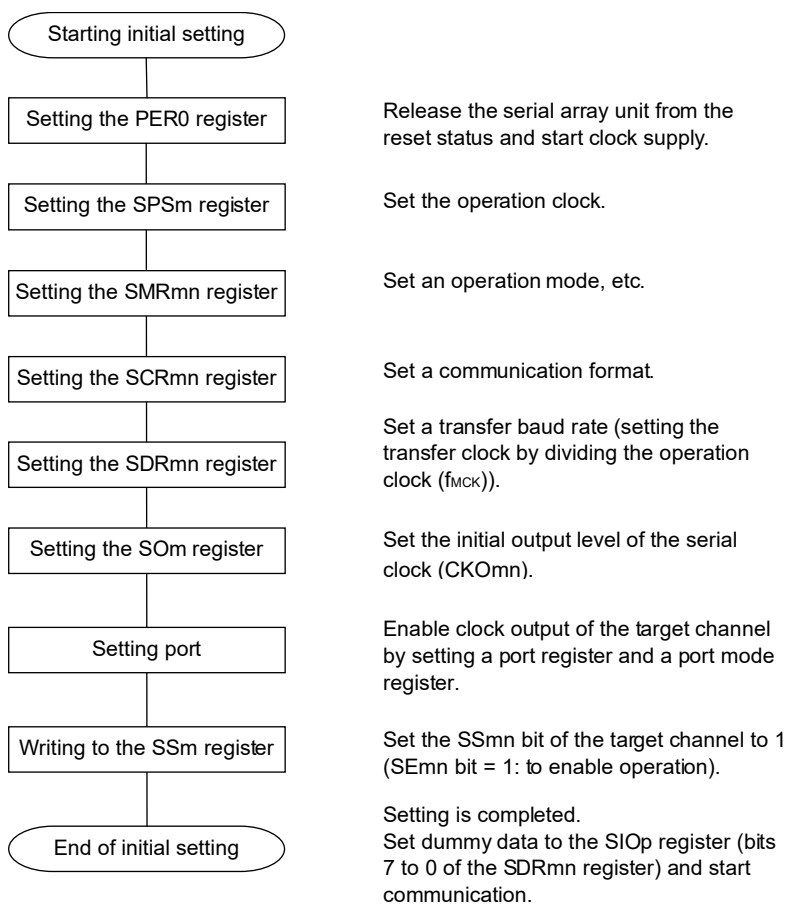 Starting initial setting
Setting the PER0 register
Release the serial array unit from the
reset status and start clock supply.
Setting the SPSm register
Set the operation clock.
Setting the SMRmn register
Set an operation mode, etc.
Setting the SCRmn register
Set a communication format.
Setting the SDRmn register
Set a transfer baud rate (setting the
transfer clock by dividing the operation
clock (fMCK)).
Setting the SOm register
Set the initial output level of the serial
clock (CKOmn).
Setting port
Enable clock output of the target channel
by setting a port register and a port mode
register.
Writing to the SSm register
Set the SSmn bit of the target channel to 1
(SEmn bit = 1: to enable operation).
End of initial setting
Setting is completed.
Set dummy data to the SIOp register (bits
7 to 0 of the SDRmn register) and start
communication.